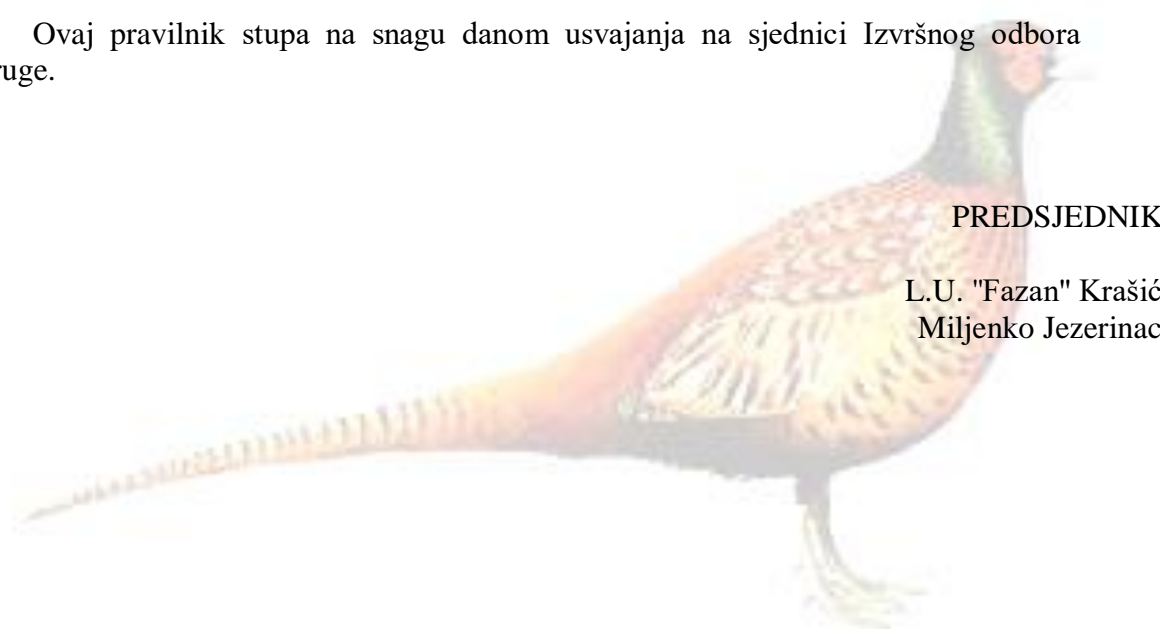 Ovaj pravilnik stupa na snagu danom usvajanja na sjednici Izvršnog odbora
ruge.
PREDSJEDNIK
L.U. "Fazan" Krašić
Miljenko Jezerinac